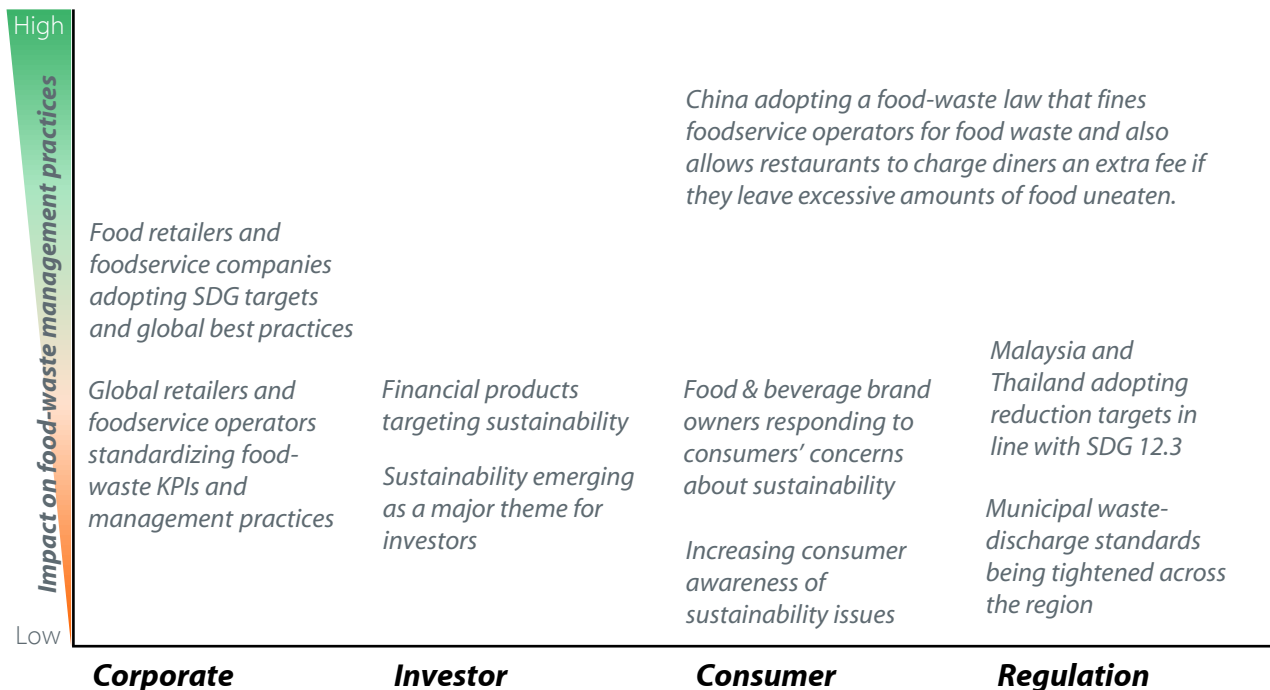 High
Impact on food-waste management practices
Low
Food retailers and
foodservice companies
adopting SDG targets
and global best practices
Global retailers and
foodservice operators
standardizing food-
waste KPIs and
management practices
Corporate
Financial products
targeting sustainability
Sustainability emerging
as a major theme for
investors
Investor
China adopting a food-waste law that fines
foodservice operators for food waste and also
allows restaurants to charge diners an extra fee if
they leave excessive amounts of food uneaten.
Food & beverage brand
owners responding to
consumers’ concerns
about sustainability
Increasing consumer
awareness of
sustainability issues
Consumer
Malaysia and
Thailand adopting
reduction targets in
line with SDG 12.3
Municipal waste-
discharge standards
being tightened across
the region
Regulation